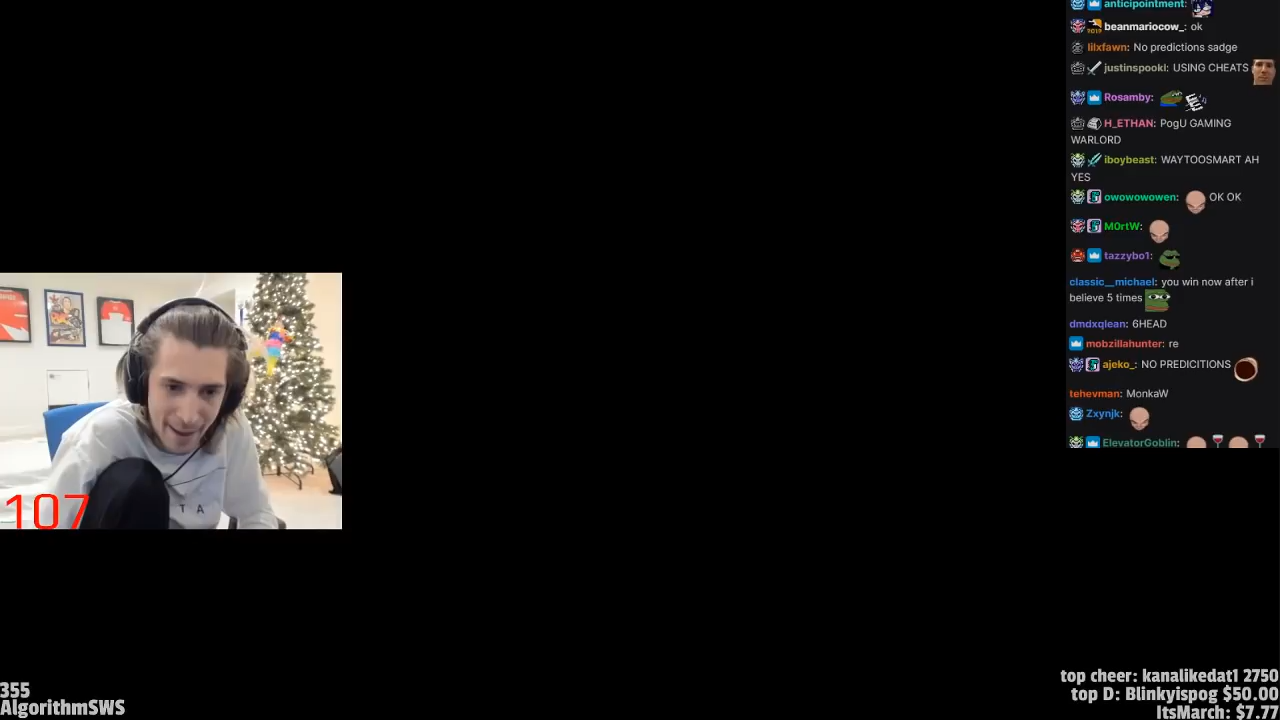 anticipointment:
beanmariocow_: ok
lilxfawn: No predictions sadge
justinspookl: USING CHEATS
Rosamby:
H_ETHAN: PogU GAMING
WARLORD
iboybeast: WAYTOOSMART AH
YES
owowowowen: OK OK
M0rtW:
tazzybo1:
classic__michael: you win now after i
believe 5 times
dmdxqlean: 6HEAD
mobzillahunter: re
ajeko_: NO PREDICITIONS
tehevman: MonkaW
Zxynjk:
ElevatorGoblin:
107
T A
355
AlgorithmSWS
top cheer: kanalikedat1 2750
top D: Blinkyispog $50.00
ItsMarch: $7.77